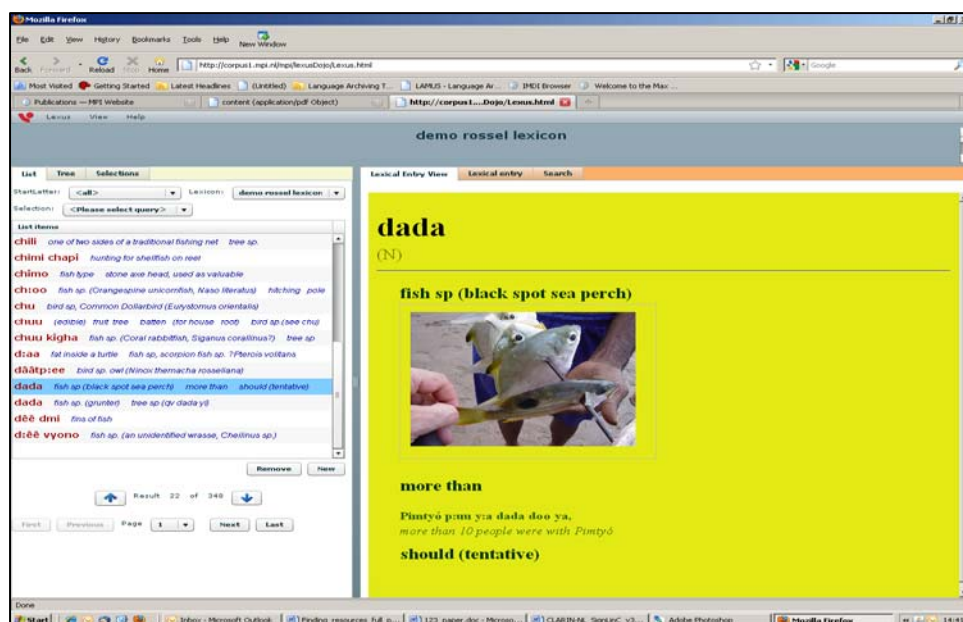 Mozilla Firefox
File Edit View History Bookmarks Tools Help New Window
Back Forward Reload Stop Home http://corpus1.mpi.nl/mpi/lexusDojo/Lexus.html Google
Most Visited Getting Started Latest Headlines (Untitled) Language Archiving T... LAMUS - Language Ar... IMDI Browser Welcome to the Max ...
Publications — MPI Website content (application/pdf Object) http://corpus1....Dojo/Lexus.html
Lexus View Help
demo rossel lexicon
List Tree Selections
StartLetter: <all> Lexicon: demo rossel lexicon
Selection: <Please select query>
List items
chili one of two sides of a traditional fishing net tree sp.
chimi chapi hunting for shellfish on reef
chimo fish type stone axe head, used as valuable
ch:oo fish sp. (Orangespine unicornfish, Naso literatus) hitching pole
chu bird sp, Common Dollarbird (Eurystomus orientalis)
chuu (edible) fruit tree batten (for house roof) bird sp.(see chu)
chuu kigha fish sp. (Coral rabbitfish, Siganus corallinus?) tree sp
d:aa fat inside a turtle fish sp, scorpion fish sp. ?Pterois volitans
dââtp:ee bird sp. owl (Ninox themacha rosseliana)
dada fish sp (black spot sea perch) more than should (tentative)
dada fish sp. (grunter) tree sp (qv dada yi)
dêê dmi fins of fish
d:êê vyono fish sp. (an unidentified wrasse, Cheilinus sp.)
Remove New
Result 22 of 348
First Previous Page 1 Next Last
Lexical Entry View Lexical entry Search
dada
(N)
fish sp (black spot sea perch)
more than
Pimtyó p:uu y:a dada doo ya,
more than 10 people were with Pimtyó
should (tentative)
Done
Start Inbox - Microsoft Outlook Finding_resources_full_p... 123_paper.doc - Microso... CLARIN-NL_SignLinC_v3... Adobe Photoshop Mozilla Firefox